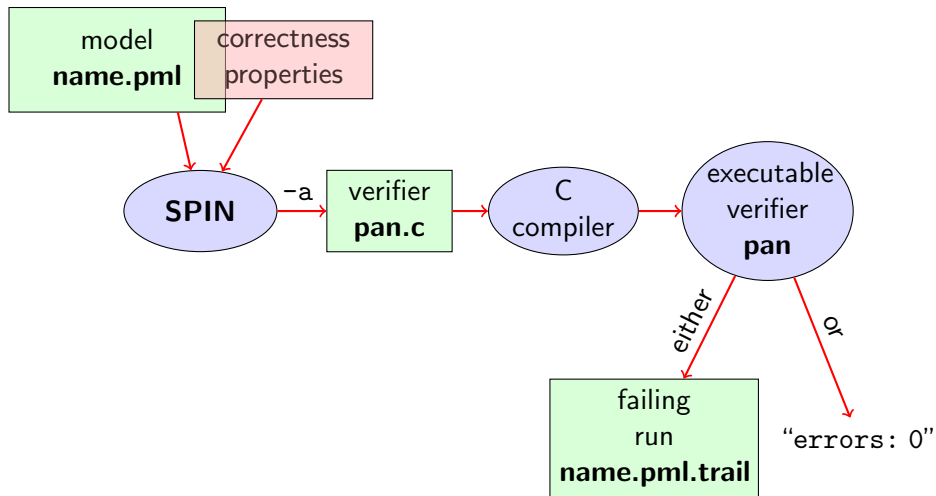 model
name.pml
correctness
properties
SPIN
-a
verifier
pan.c
C
compiler
executable
verifier
pan
either
or
failing
run
name.pml.trail
“errors: 0”